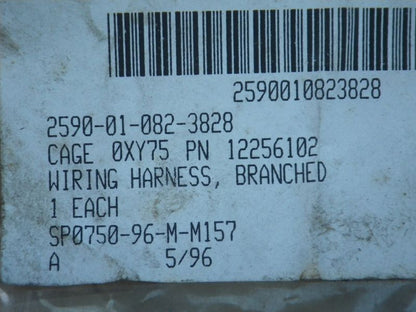 2590010823828
2590-01-082-3828
CAGE 0XY75 PN 12256102
WIRING HARNESS, BRANCHED
1 EACH
SP0750-96-M-M157
A 5/96